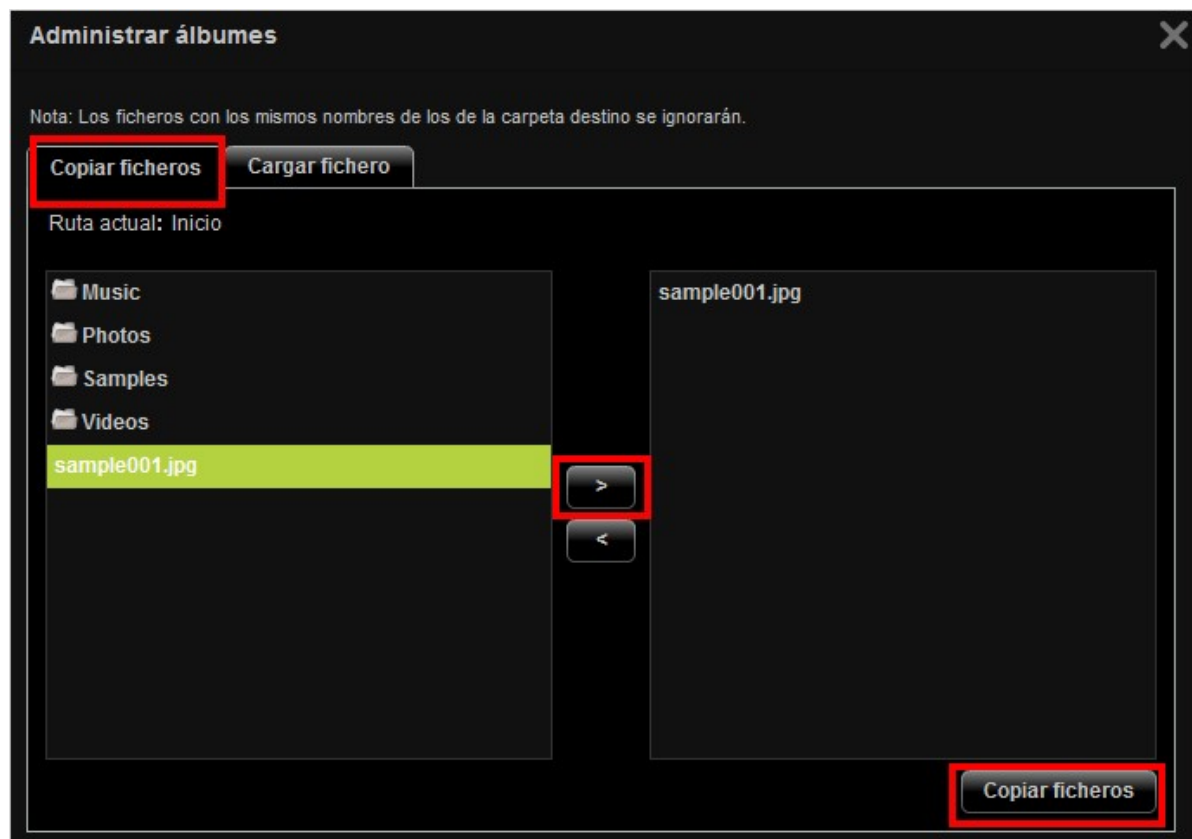 Administrar álbumes
Nota: Los ficheros con los mismos nombres de los de la carpeta destino se ignorarán.
Copiar ficheros
Cargar fichero
Ruta actual: Inicio
Music
Photos
Samples
Videos
sample001.jpg
>
<
sample001.jpg
Copiar ficheros